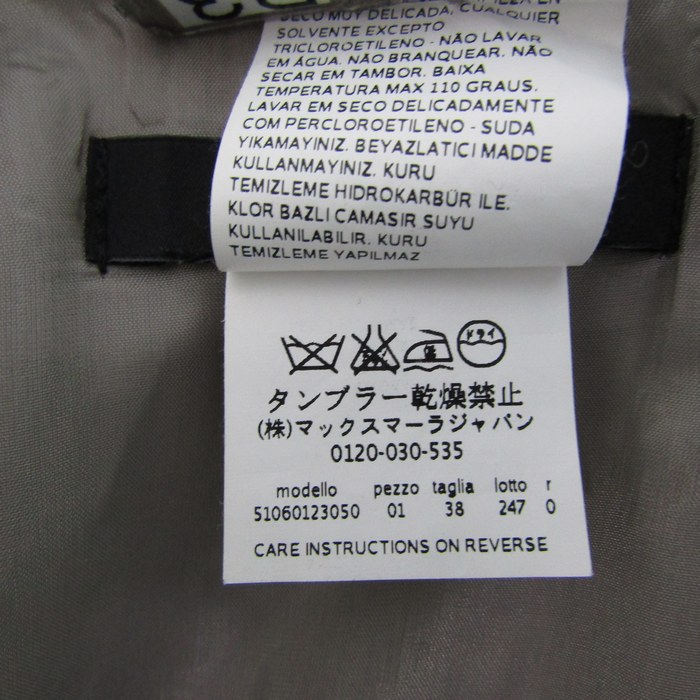 SECO MUY DELICADA, CUALQUIER
SOLVENTE EXCEPTO
TRICLOROETILENO - NÃO LAVAR
EM ÁGUA. NÃO BRANQUEAR. NÃO
SECAR EM TAMBOR. BAIXA
TEMPERATURA MAX 110 GRAUS.
LAVAR EM SECO DELICADAMENTE
COM PERCLOROETILENO - SUDA
YIKAMAYINIZ. BEYAZLATICI MADDE
KULLANMAYINIZ. KURU
TEMIZLEME HIDROKARBÜR ILE.
KLOR BAZLI CAMASIR SUYU
KULLANILABILIR. KURU
TEMIZLEME YAPILMAZ
ドライ
タンブラー乾燥禁止
(株)マックスマーラジャパン
0120-030-535
modello pezzo taglia lotto r
51060123050 01 38 247 0
CARE INSTRUCTIONS ON REVERSE